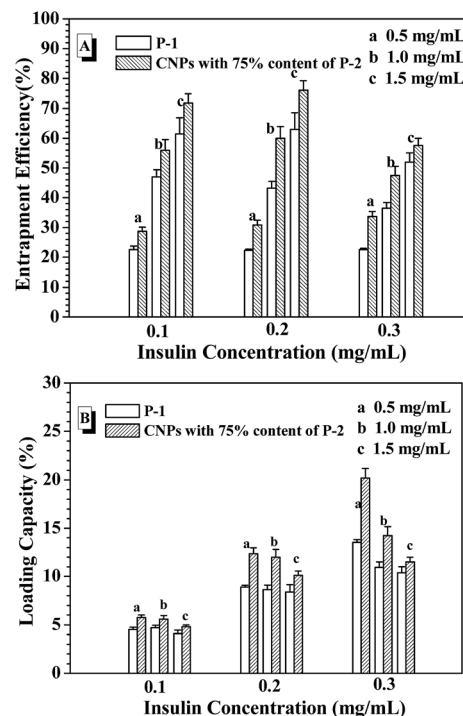 100
90
80
70
60
50
40
30
20
10
0
Entrapment Efficiency(%)
A
P-1
CNPs with 75% content of P-2
a 0.5 mg/mL
b 1.0 mg/mL
c 1.5 mg/mL
a
b
c
a
b
c
a
b
c
0.1
0.2
0.3
Insulin Concentration (mg/mL)
30
25
20
15
10
5
0
Loading Capacity (%)
B
P-1
CNPs with 75% content of P-2
a 0.5 mg/mL
b 1.0 mg/mL
c 1.5 mg/mL
a
b
c
a
b
c
a
b
c
0.1
0.2
0.3
Insulin Concentration (mg/mL)